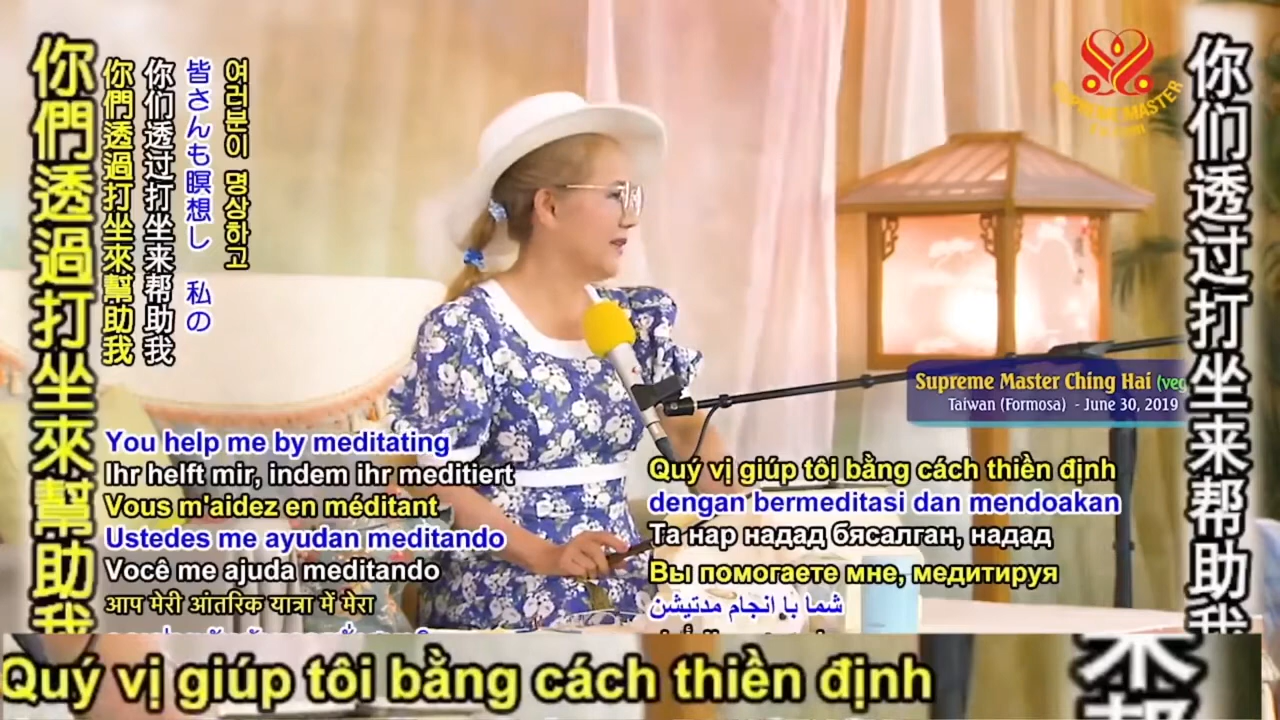 你們透過打坐來幫助我
你們透過打坐來幫助我
你们透过打坐来帮助我
皆さんも瞑想し 私の
여러분이 명상하고
SUPREME MASTER
Supreme Master Ching Hai (veg
Taiwan (Formosa) - June 30, 2019
你们透过打坐来帮助我
You help me by meditating
Ihr helft mir, indem ihr meditiert
Vous m'aidez en méditant
Ustedes me ayudan meditando
Você me ajuda meditando
आप मेरी आंतरिक यात्रा में मेरा
Quý vị giúp tôi bằng cách thiền định
dengan bermeditasi dan mendoakan
Та нар надад бясалган, надад
Вы помогаете мне, медитируя
شما با انجام مدتیشن
Quý vị giúp tôi bằng cách thiền định